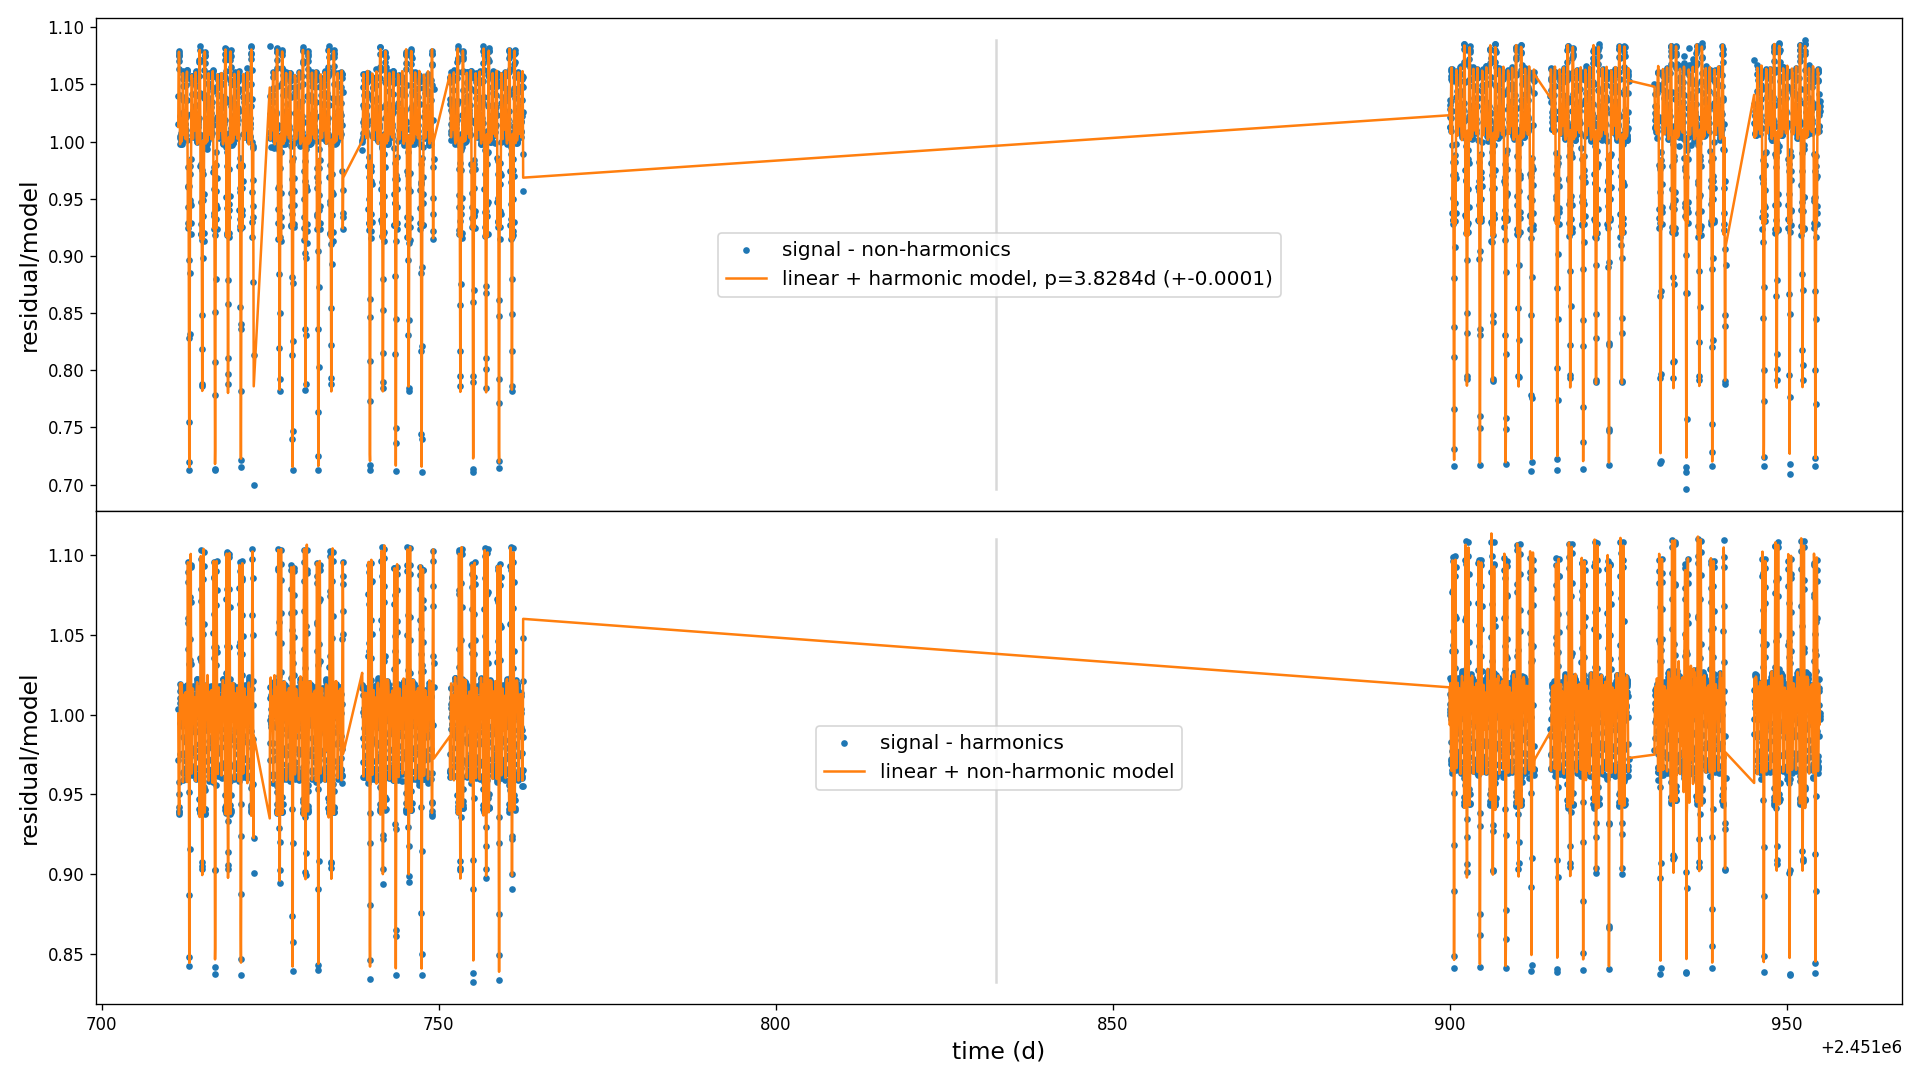 1.10
1.05
1.00
0.95
0.90
0.85
0.80
0.75
0.70
residual/model
signal - non-harmonics
linear + harmonic model, p=3.8284d (+-0.0001)
1.10
1.05
1.00
0.95
0.90
0.85
residual/model
signal - harmonics
linear + non-harmonic model
700 750 800 850 900 950
time (d)
+2.451e6